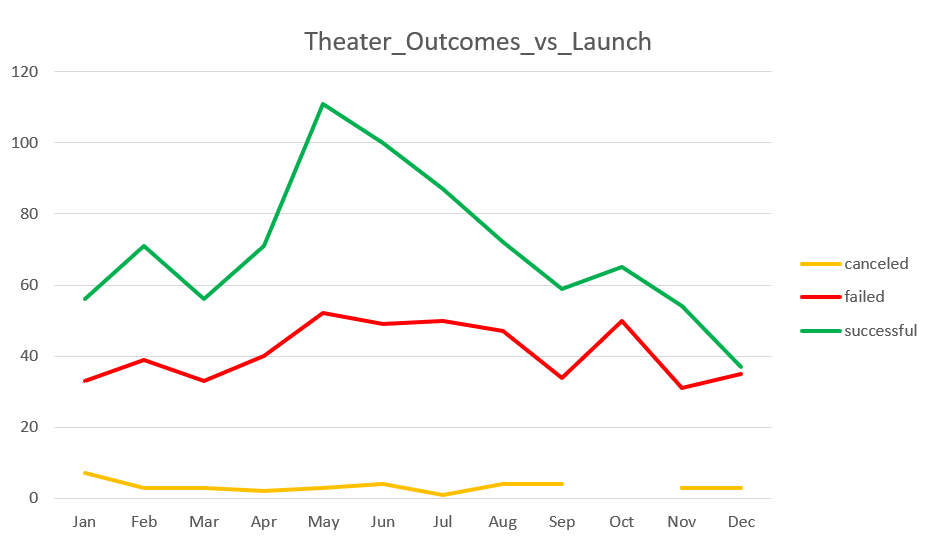 Theater_Outcomes_vs_Launch
120
100
80
60
40
20
0
Jan Feb Mar Apr May Jun Jul Aug Sep Oct Nov Dec
canceled
failed
successful